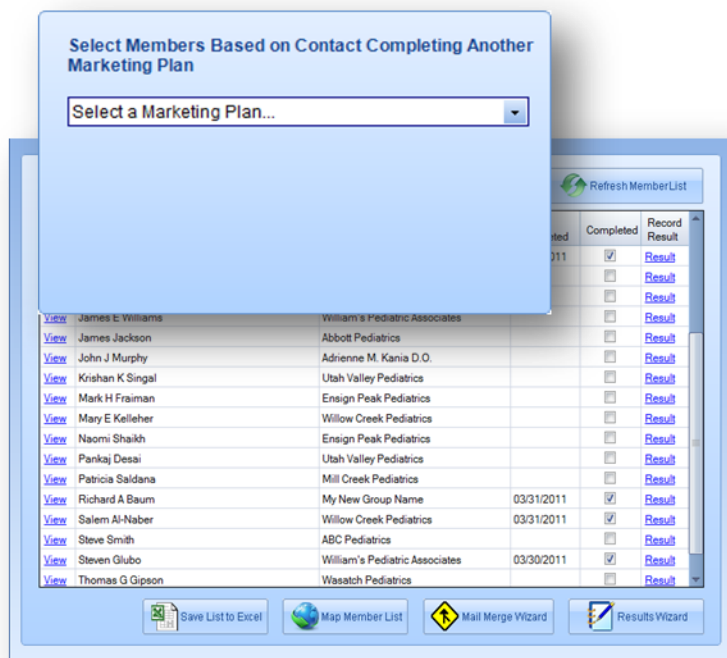 Select Members Based on Contact Completing Another
Marketing Plan
Select a Marketing Plan...
Refresh Member List
Completed Record
Result
011 Result
Result
Result
View James E Williams William's Pediatric Associates Result
View James Jackson Abbott Pediatrics Result
View John J Murphy Adrienne M. Kania D.O. Result
View Krishan K Singal Utah Valley Pediatrics Result
View Mark H Fraiman Ensign Peak Pediatrics Result
View Mary E Kelleher Willow Creek Pediatrics Result
View Naomi Shaikh Ensign Peak Pediatrics Result
View Pankaj Desai Utah Valley Pediatrics Result
View Patricia Saldana Mill Creek Pediatrics Result
View Richard A Baum My New Group Name 03/31/2011 Result
View Salem Al-Naber Willow Creek Pediatrics 03/31/2011 Result
View Steve Smith ABC Pediatrics Result
View Steven Glubo William's Pediatric Associates 03/30/2011 Result
View Thomas G Gipson Wasatch Pediatrics Result
Save List to Excel Map Member List Mail Merge Wizard Results Wizard